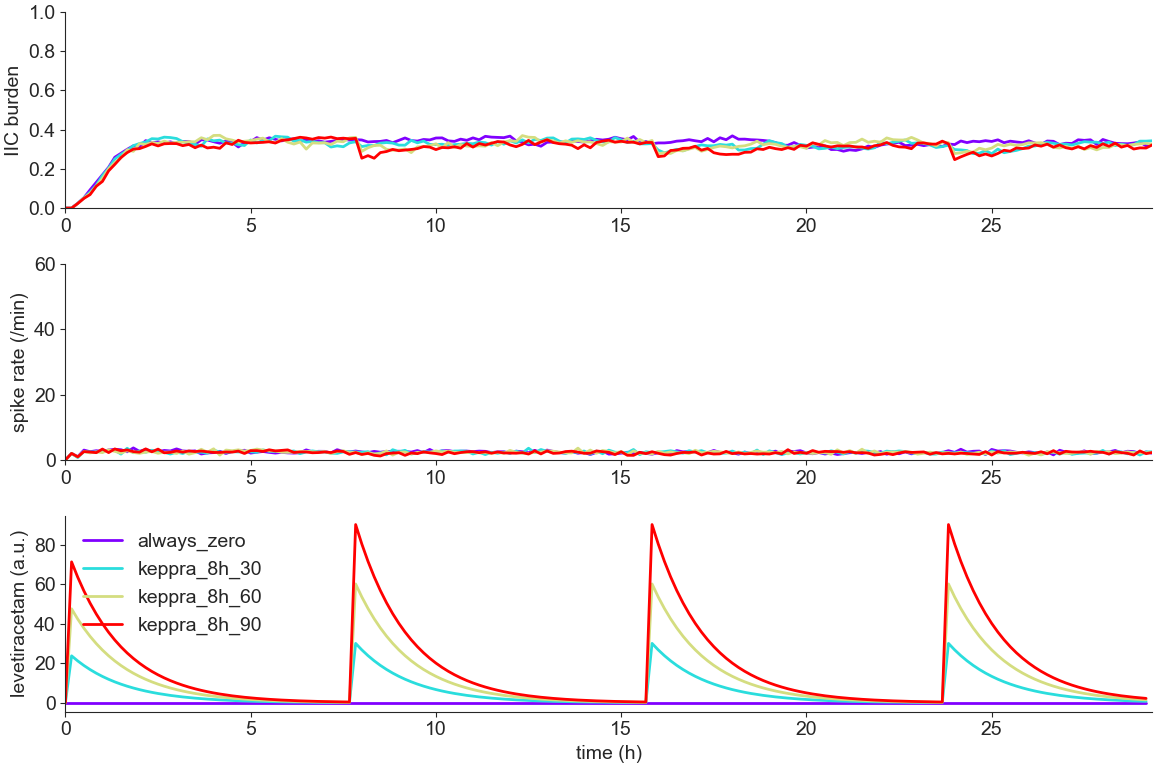 1.0
0.8
0.6
0.4
0.2
0.0
IIC burden
0 5 10 15 20 25
60
40
20
0
spike rate (/min)
0 5 10 15 20 25
80
60
40
20
0
levetiracetam (a.u.)
always_zero
keppra_8h_30
keppra_8h_60
keppra_8h_90
0 5 10 15 20 25
time (h)